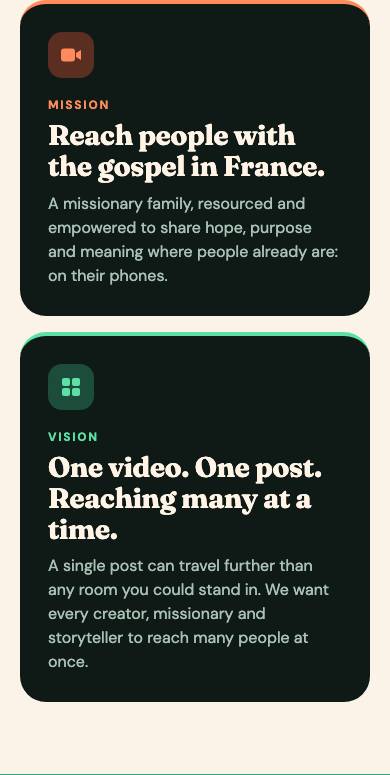 MISSION
Reach people with
the gospel in France.
A missionary family, resourced and
empowered to share hope, purpose
and meaning where people already are:
on their phones.
VISION
One video. One post.
Reaching many at a
time.
A single post can travel further than
any room you could stand in. We want
every creator, missionary and
storyteller to reach many people at
once.